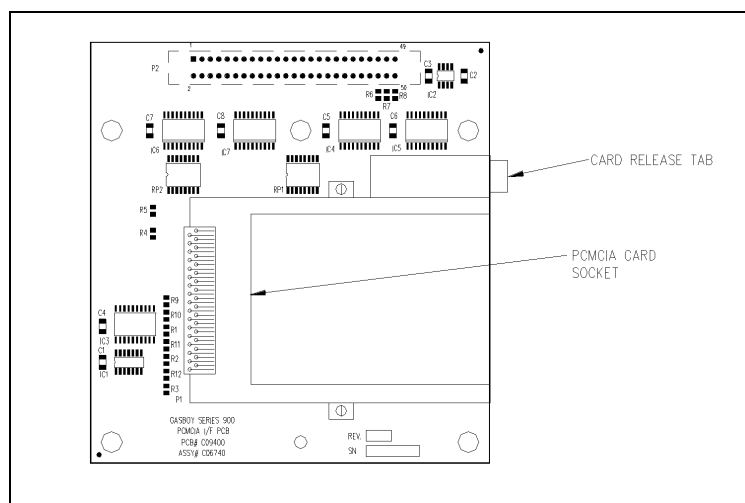 1 49
P2
2 50
C3 C2
IC2
R6 R8
R7
C7 C8 C5 C6
IC6 IC7 IC4 IC5
RP2 RP1
CARD RELEASE TAB
R5
R4
PCMCIA CARD
SOCKET
R9
C4 R10
IC3 R1
R11
C1 R2
IC1 R12
R3
P1
GASBOY SERIES 900
PCMCIA I/F PCB
PCB# C09400
ASSY# C06740
REV.
SN